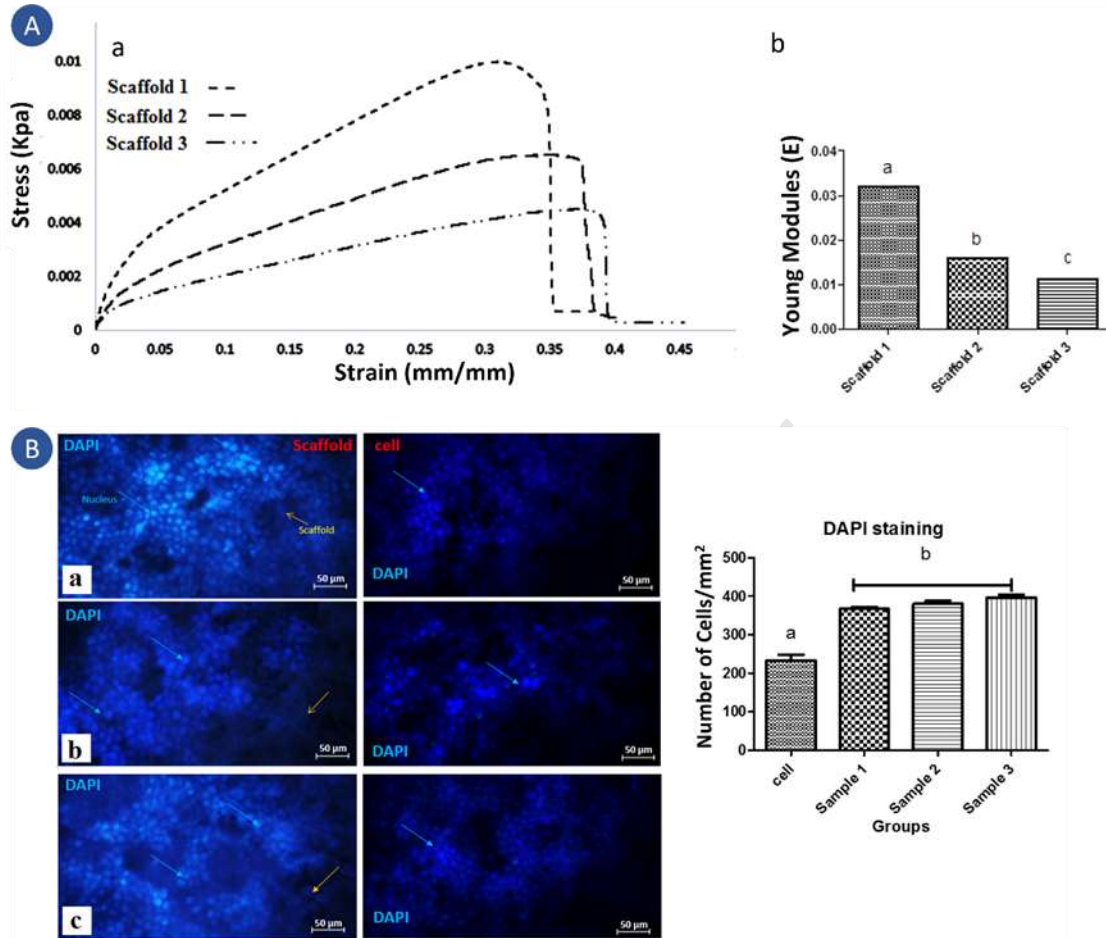 A
a
b
Stress (Kpa)
0.01
0.008
0.006
0.004
0.002
0
Scaffold 1
Scaffold 2
Scaffold 3
0 0.05 0.1 0.15 0.2 0.25 0.3 0.35 0.4 0.45
Strain (mm/mm)
Young Modules (E)
0.04
0.03
0.02
0.01
0.00
a
b
c
Scaffold 1
Scaffold 2
Scaffold 3
B
DAPI
Scaffold
Nucleus
Scaffold
a
50 µm
cell
DAPI
50 µm
DAPI
b
50 µm
DAPI
50 µm
DAPI
c
50 µm
DAPI
50 µm
DAPI staining
Number of Cells/mm²
500
400
300
200
100
0
a
b
cell
Sample 1
Sample 2
Sample 3
Groups